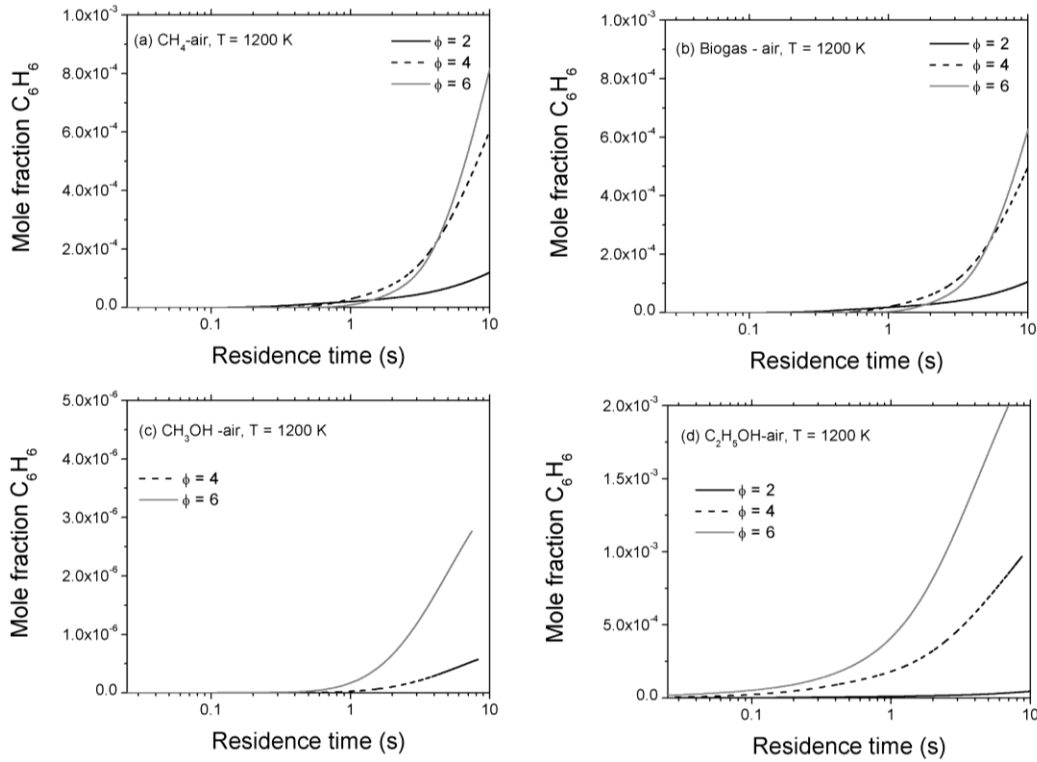 1.0x10⁻³
(a) CH₄-air, T = 1200 K
ϕ = 2
ϕ = 4
ϕ = 6
8.0x10⁻⁴
6.0x10⁻⁴
4.0x10⁻⁴
2.0x10⁻⁴
0.0
Mole fraction C₆H₆
0.1
1
10
Residence time (s)
1.0x10⁻³
(b) Biogas - air, T = 1200 K
ϕ = 2
ϕ = 4
ϕ = 6
8.0x10⁻⁴
6.0x10⁻⁴
4.0x10⁻⁴
2.0x10⁻⁴
0.0
Mole fraction C₆H₆
0.1
1
10
Residence time (s)
5.0x10⁻⁶
(c) CH₃OH -air, T = 1200 K
ϕ = 4
ϕ = 6
4.0x10⁻⁶
3.0x10⁻⁶
2.0x10⁻⁶
1.0x10⁻⁶
0.0
Mole fraction C₆H₆
0.1
1
10
Residence time (s)
2.0x10⁻³
(d) C₂H₅OH-air, T = 1200 K
ϕ = 2
ϕ = 4
ϕ = 6
1.5x10⁻³
1.0x10⁻³
5.0x10⁻⁴
0.0
Mole fraction C₆H₆
0.1
1
10
Residence time (s)